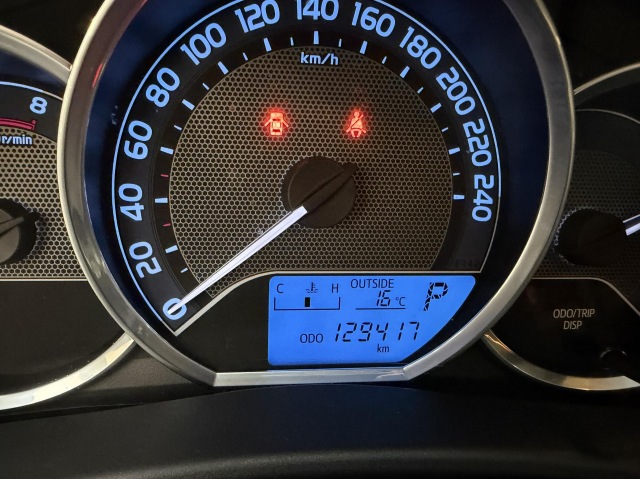 120 140 160
100 180
80 km/h 200
8
r/min 60 220
40 240
20
0
C H OUTSIDE
16 °C P
ODO 129417
km
ODO/TRIP
DISP